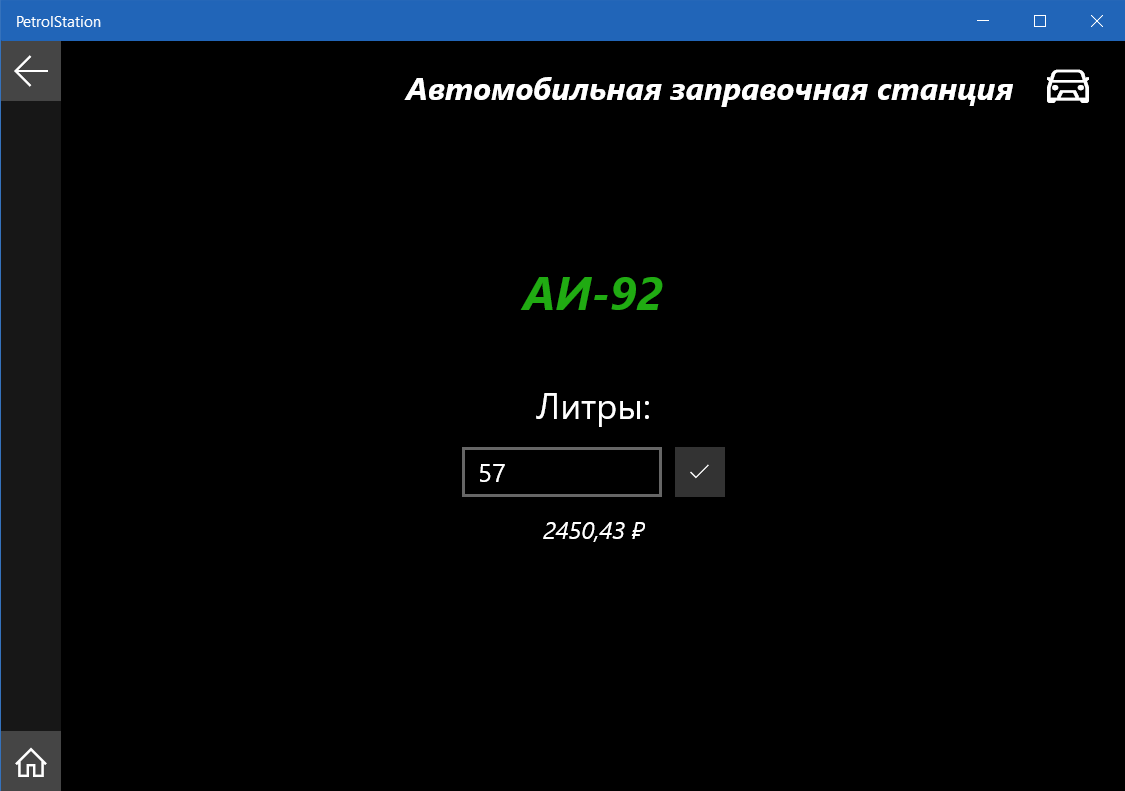 PetrolStation
Автомобильная заправочная станция
АИ-92
Литры:
57
2450,43 ₽